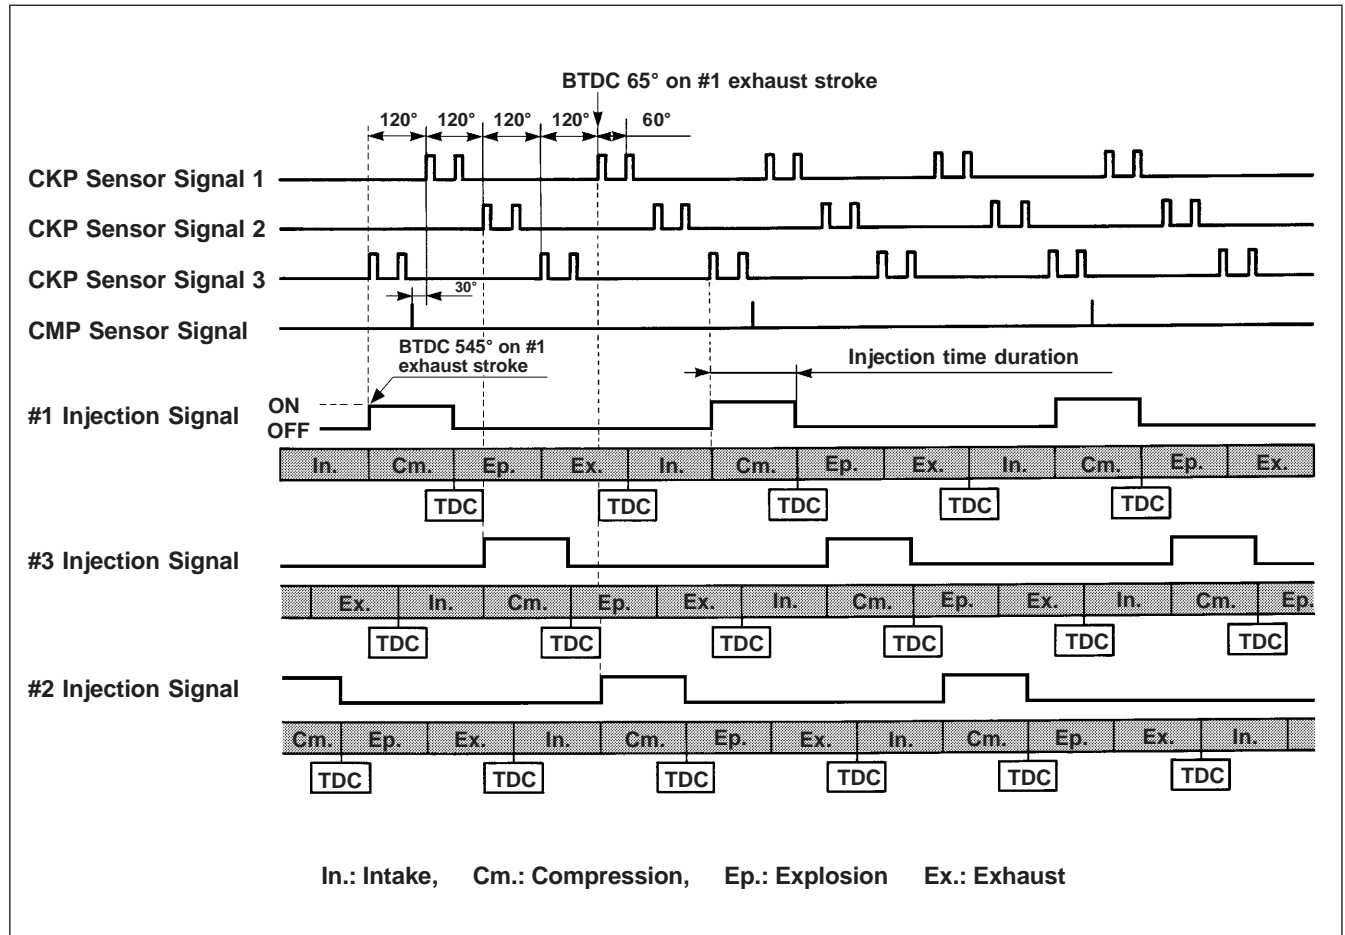 BTDC 65° on #1 exhaust stroke
120° 120° 120° 120° 60°
CKP Sensor Signal 1
CKP Sensor Signal 2
CKP Sensor Signal 3
30°
CMP Sensor Signal
BTDC 545° on #1
exhaust stroke
Injection time duration
#1 Injection Signal
ON
OFF
In. Cm. Ep. Ex. In. Cm. Ep. Ex. In. Cm. Ep. Ex.
TDC TDC TDC TDC TDC
#3 Injection Signal
Ex. In. Cm. Ep. Ex. In. Cm. Ep. Ex. In. Cm. Ep.
TDC TDC TDC TDC TDC TDC
#2 Injection Signal
Cm. Ep. Ex. In. Cm. Ep. Ex. In. Cm. Ep. Ex. In.
TDC TDC TDC TDC TDC TDC
In.: Intake, Cm.: Compression, Ep.: Explosion Ex.: Exhaust